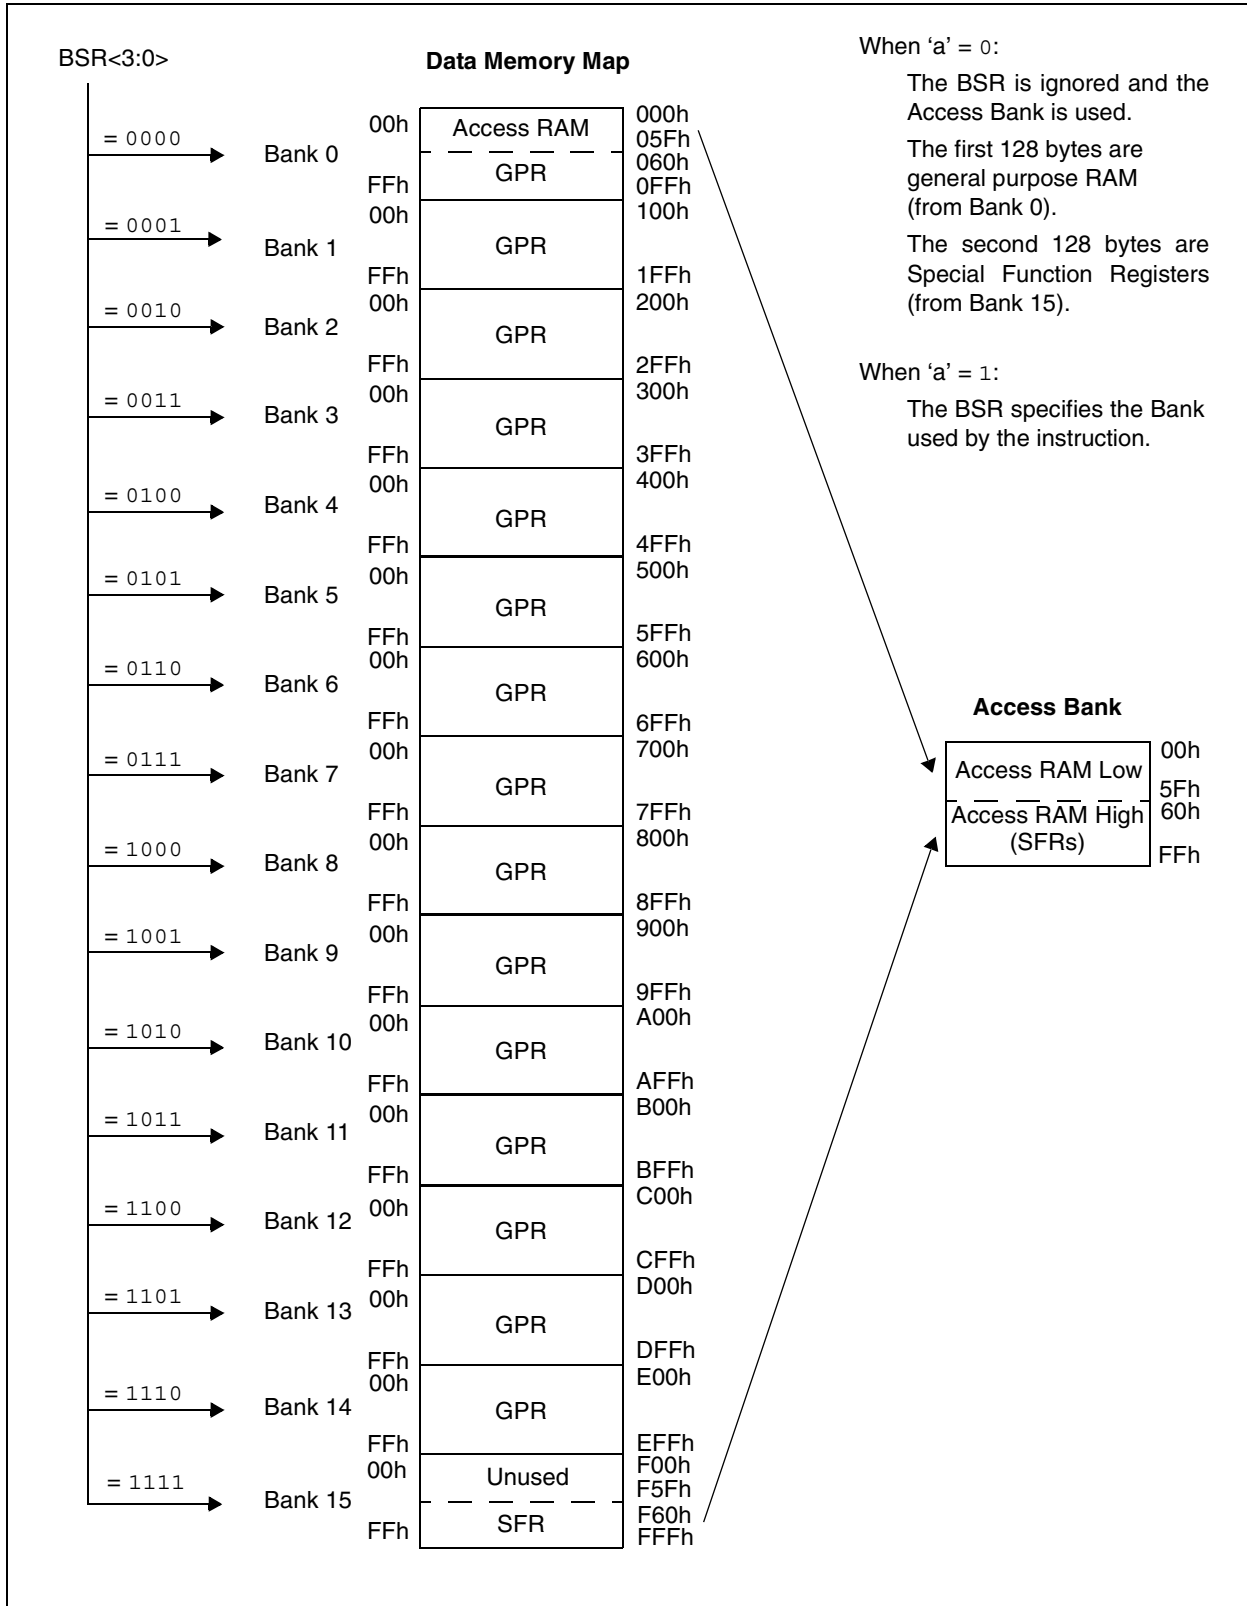 BSR<3:0>
Data Memory Map
When ‘a’ = 0:
The BSR is ignored and the
Access Bank is used.
The first 128 bytes are
general purpose RAM
(from Bank 0).
The second 128 bytes are
Special Function Registers
(from Bank 15).
When ‘a’ = 1:
The BSR specifies the Bank
used by the instruction.
= 0000
Bank 0
00h
Access RAM
000h
05Fh
060h
GPR
FFh
0FFh
= 0001
Bank 1
00h
100h
GPR
FFh
1FFh
= 0010
Bank 2
00h
200h
GPR
FFh
2FFh
= 0011
Bank 3
00h
300h
GPR
FFh
3FFh
= 0100
Bank 4
00h
400h
GPR
FFh
4FFh
= 0101
Bank 5
00h
500h
GPR
FFh
5FFh
= 0110
Bank 6
00h
600h
GPR
FFh
6FFh
= 0111
Bank 7
00h
700h
GPR
FFh
7FFh
= 1000
Bank 8
00h
800h
GPR
FFh
8FFh
= 1001
Bank 9
00h
900h
GPR
FFh
9FFh
= 1010
Bank 10
00h
A00h
GPR
FFh
AFFh
= 1011
Bank 11
00h
B00h
GPR
FFh
BFFh
= 1100
Bank 12
00h
C00h
GPR
FFh
CFFh
= 1101
Bank 13
00h
D00h
GPR
FFh
DFFh
= 1110
Bank 14
00h
E00h
GPR
FFh
EFFh
= 1111
Bank 15
00h
F00h
Unused
F5Fh
F60h
SFR
FFh
FFFh
Access Bank
Access RAM Low
00h
5Fh
Access RAM High
(SFRs)
60h
FFh